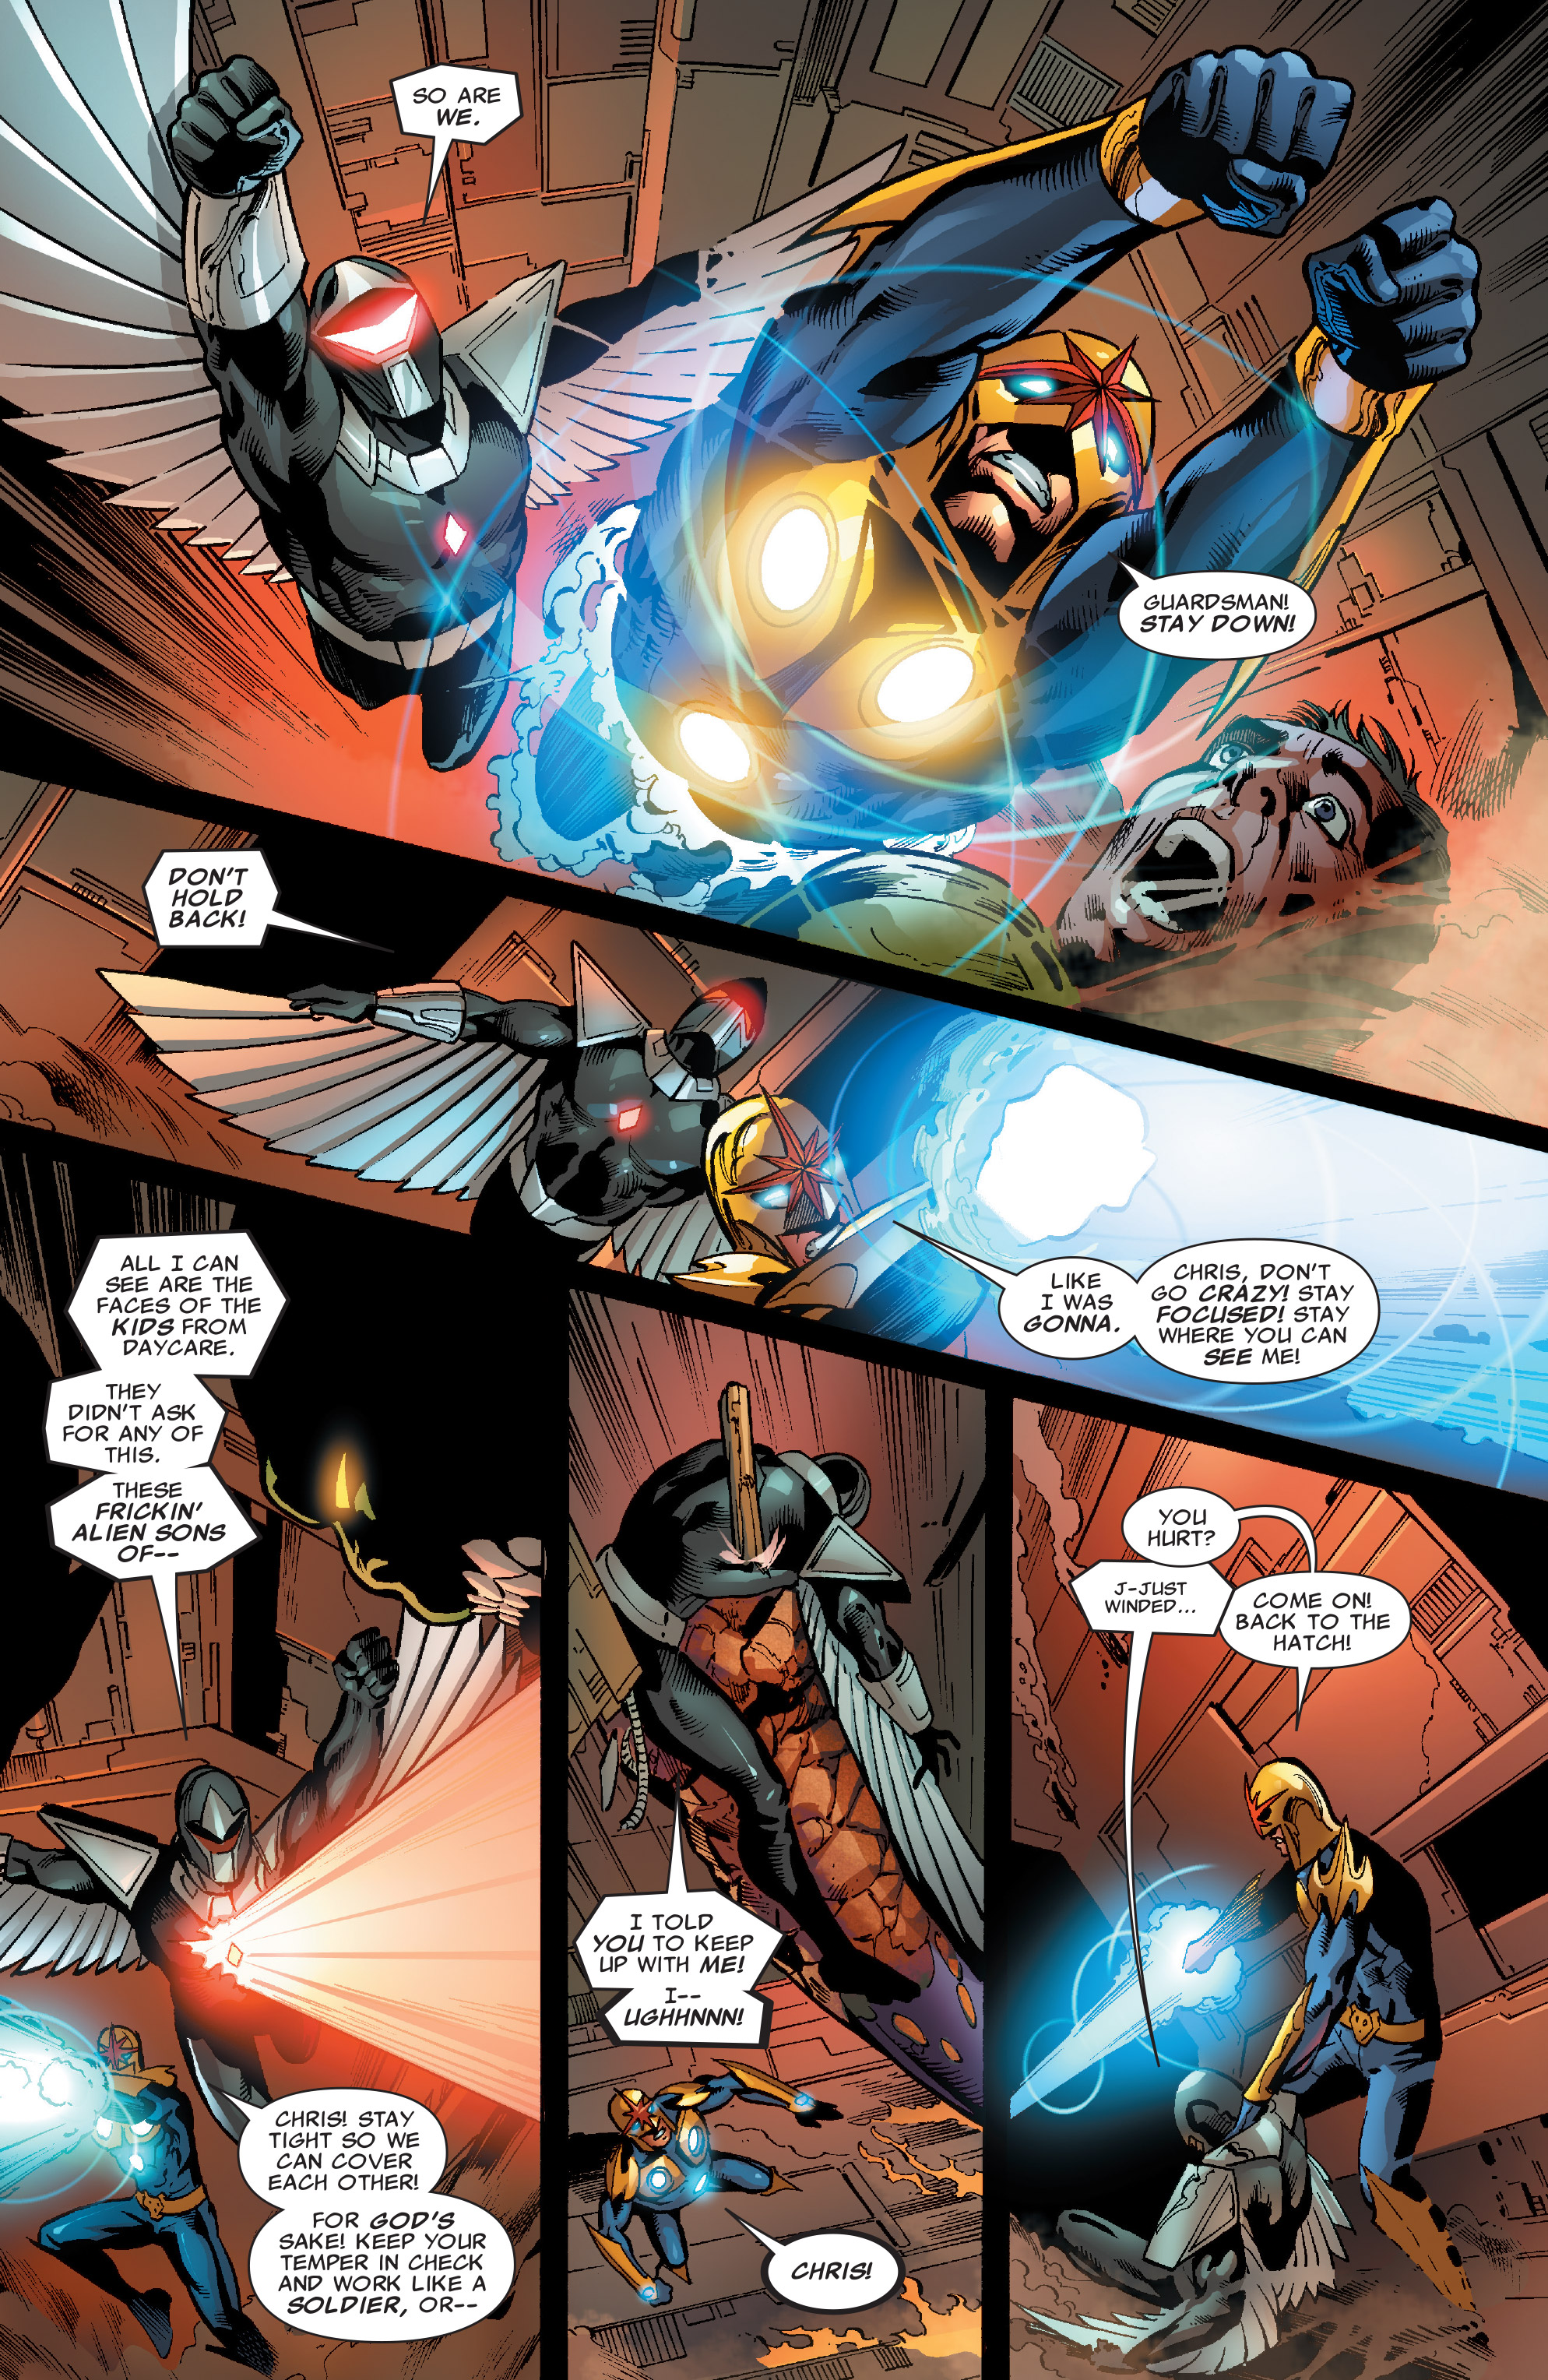 SO ARE
WE.
GUARDSMAN!
STAY DOWN!
DON'T
HOLD
BACK!
LIKE
I WAS
GONNA.
CHRIS, DON'T
GO CRAZY! STAY
FOCUSED! STAY
WHERE YOU CAN
SEE ME!
ALL I CAN
SEE ARE THE
FACES OF THE
KIDS FROM
DAYCARE.
THEY
DIDN'T ASK
FOR ANY OF
THIS.
THESE
FRICKIN'
ALIEN SONS
OF--
CHRIS! STAY
TIGHT SO WE
CAN COVER
EACH OTHER!
FOR GOD'S
SAKE! KEEP YOUR
TEMPER IN CHECK
AND WORK LIKE A
SOLDIER, OR--
I TOLD
YOU TO KEEP
UP WITH ME!
I--
UGHHNNN!
CHRIS!
YOU
HURT?
J-JUST
WINDED...
COME ON!
BACK TO THE
HATCH!